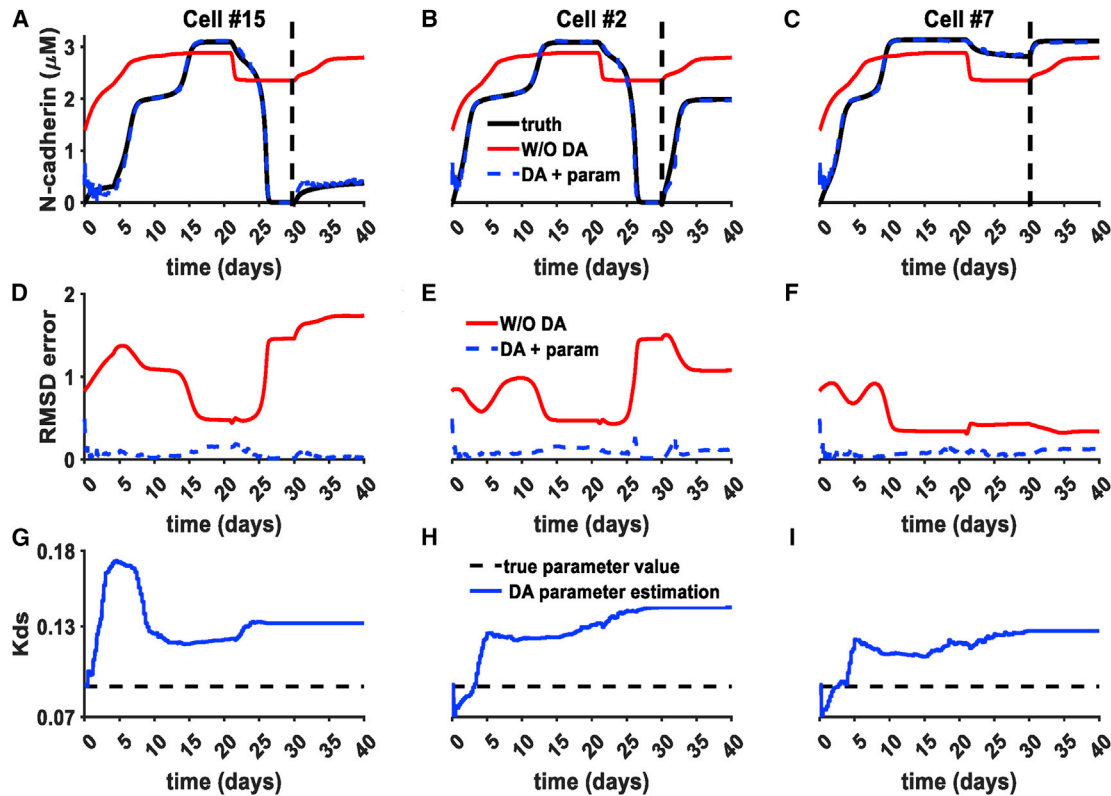 A Cell #15 B Cell #2 C Cell #7
N-cadherin (μM)
3
2
1
0
truth
W/O DA
DA + param
0 5 10 15 20 25 30 35 40
0 5 10 15 20 25 30 35 40
0 5 10 15 20 25 30 35 40
time (days) time (days) time (days)
D E F
RMSD error
2
1
0
W/O DA
DA + param
0 5 10 15 20 25 30 35 40
0 5 10 15 20 25 30 35 40
0 5 10 15 20 25 30 35 40
time (days) time (days) time (days)
G H I
Kds
0.18
0.13
0.07
true parameter value
DA parameter estimation
0 5 10 15 20 25 30 35 40
0 5 10 15 20 25 30 35 40
0 5 10 15 20 25 30 35 40
time (days) time (days) time (days)